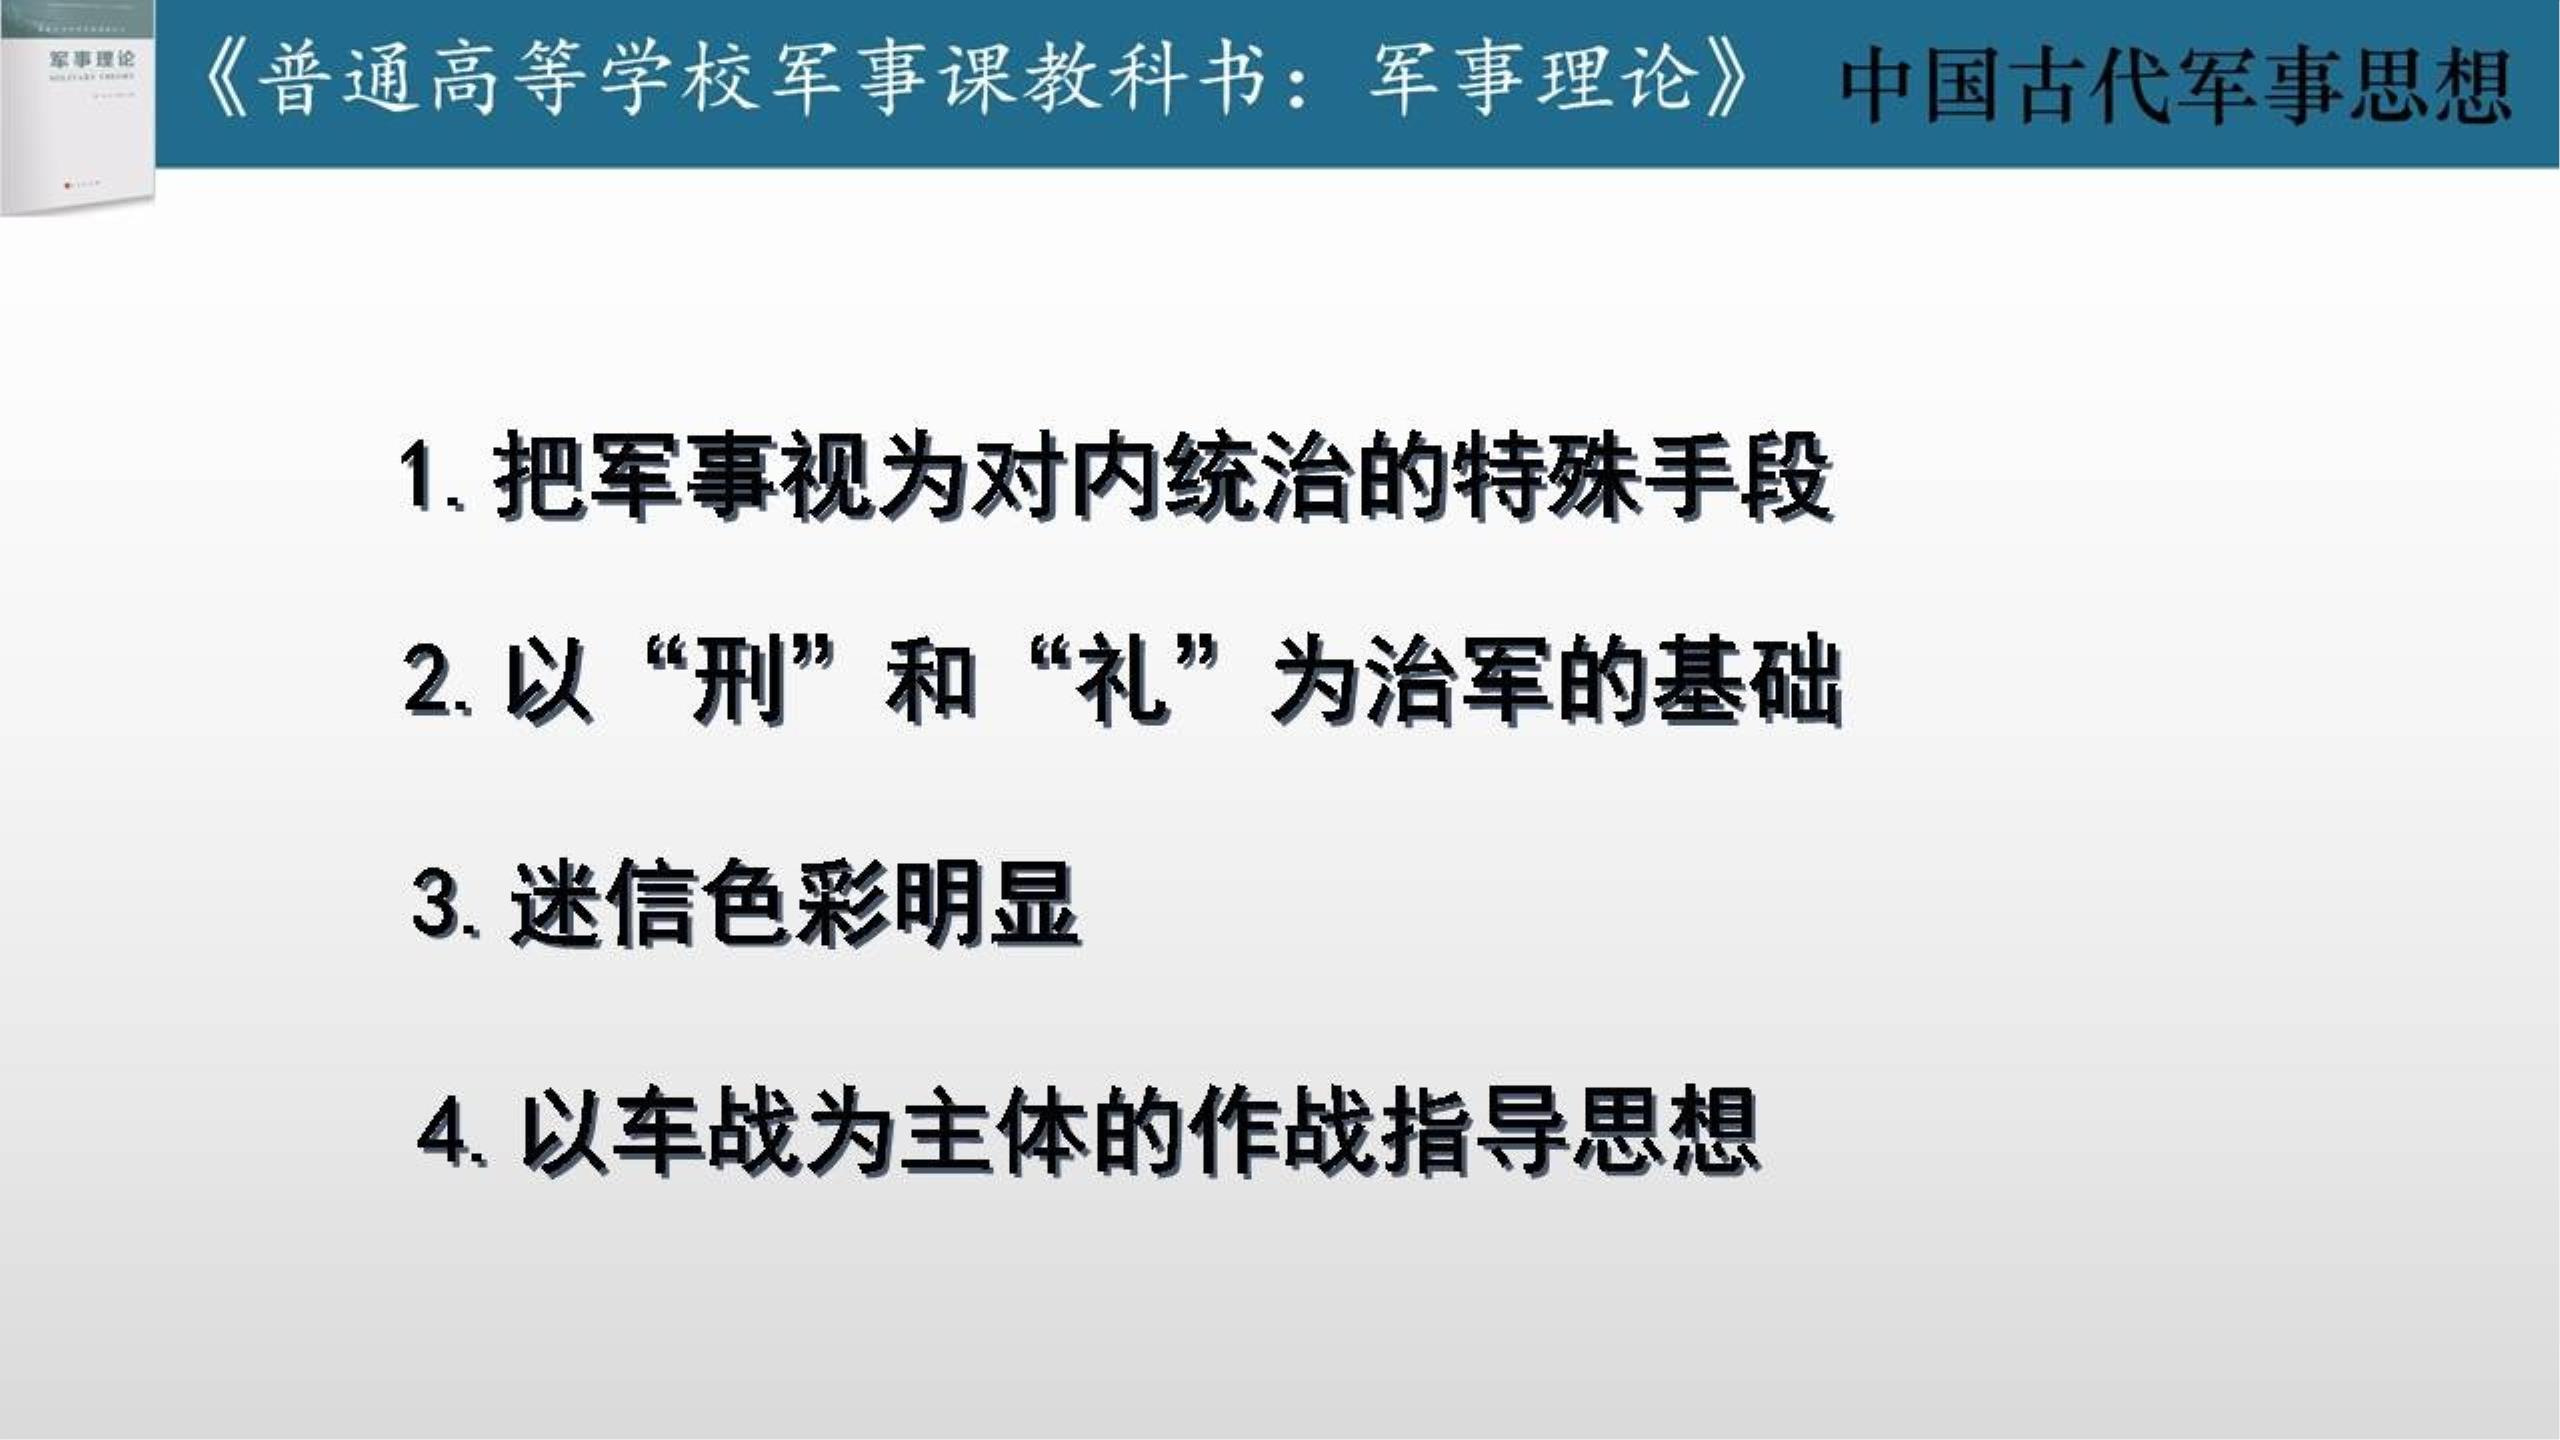 军事理论
MILITARY THEORY
《普通高等学校军事课教科书：军事理论》 中国古代军事思想
1.把军事视为对内统治的特殊手段
2.以“刑”和“礼”为治军的基础
3.迷信色彩明显
4.以车战为主体的作战指导思想